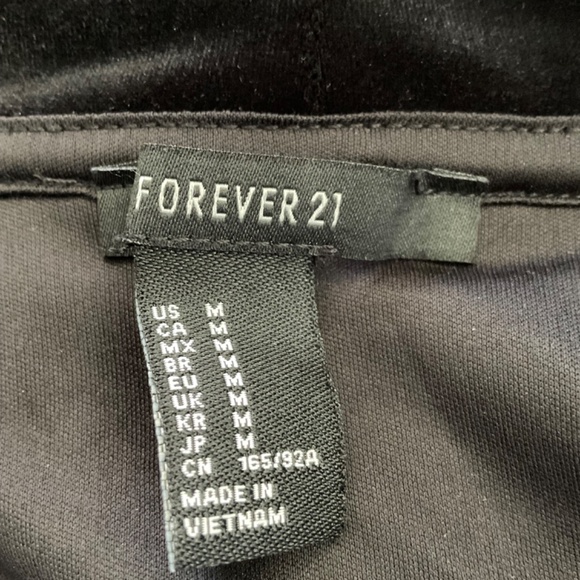 FOREVER 21
US M
CA M
MX M
BR M
EU M
UK M
KR M
JP M
CN 165/92A
MADE IN
VIETNAM